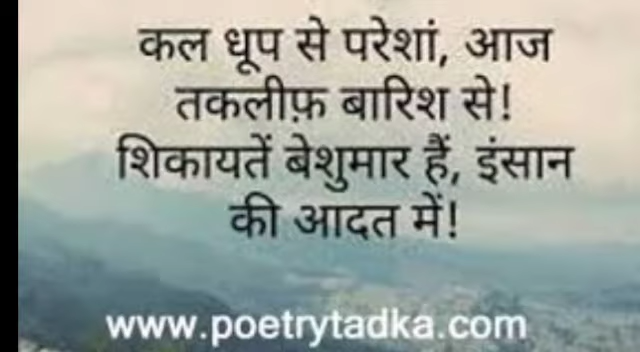 कल धूप से परेशां, आज
तकलीफ़ बारिश से!
शिकायतें बेशुमार हैं, इंसान
की आदत में!
www.poetrytadka.com